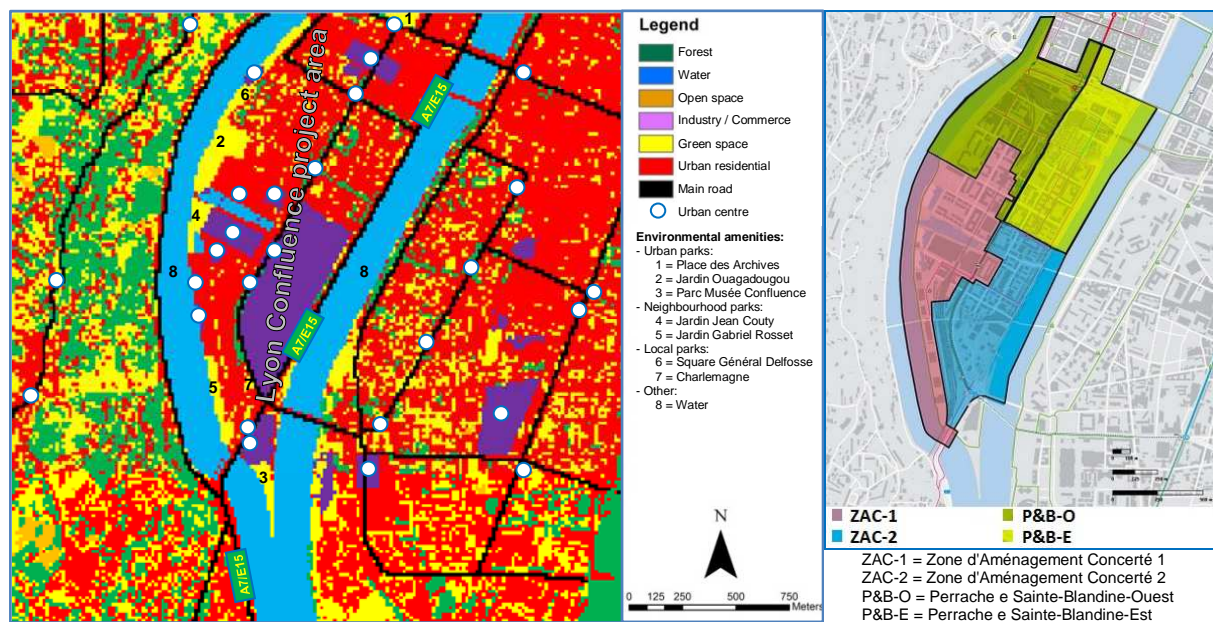 1
6
2
4
8
8
5
7
3
Lyon Confluence project area
A7/E15
A7/E15
A7/E15
Legend
Forest
Water
Open space
Industry / Commerce
Green space
Urban residential
Main road
Urban centre
Environmental amenities:
- Urban parks:
1 = Place des Archives
2 = Jardin Ouagadougou
3 = Parc Musée Confluence
- Neighbourhood parks:
4 = Jardin Jean Couty
5 = Jardin Gabriel Rosset
- Local parks:
6 = Square Général Delfosse
7 = Charlemagne
- Other:
8 = Water
N
0 125 250 500 750
Meters
ZAC-1 P&B-O
ZAC-2 P&B-E
ZAC-1 = Zone d'Aménagement Concerté 1
ZAC-2 = Zone d'Aménagement Concerté 2
P&B-O = Perrache e Sainte-Blandine-Ouest
P&B-E = Perrache e Sainte-Blandine-Est